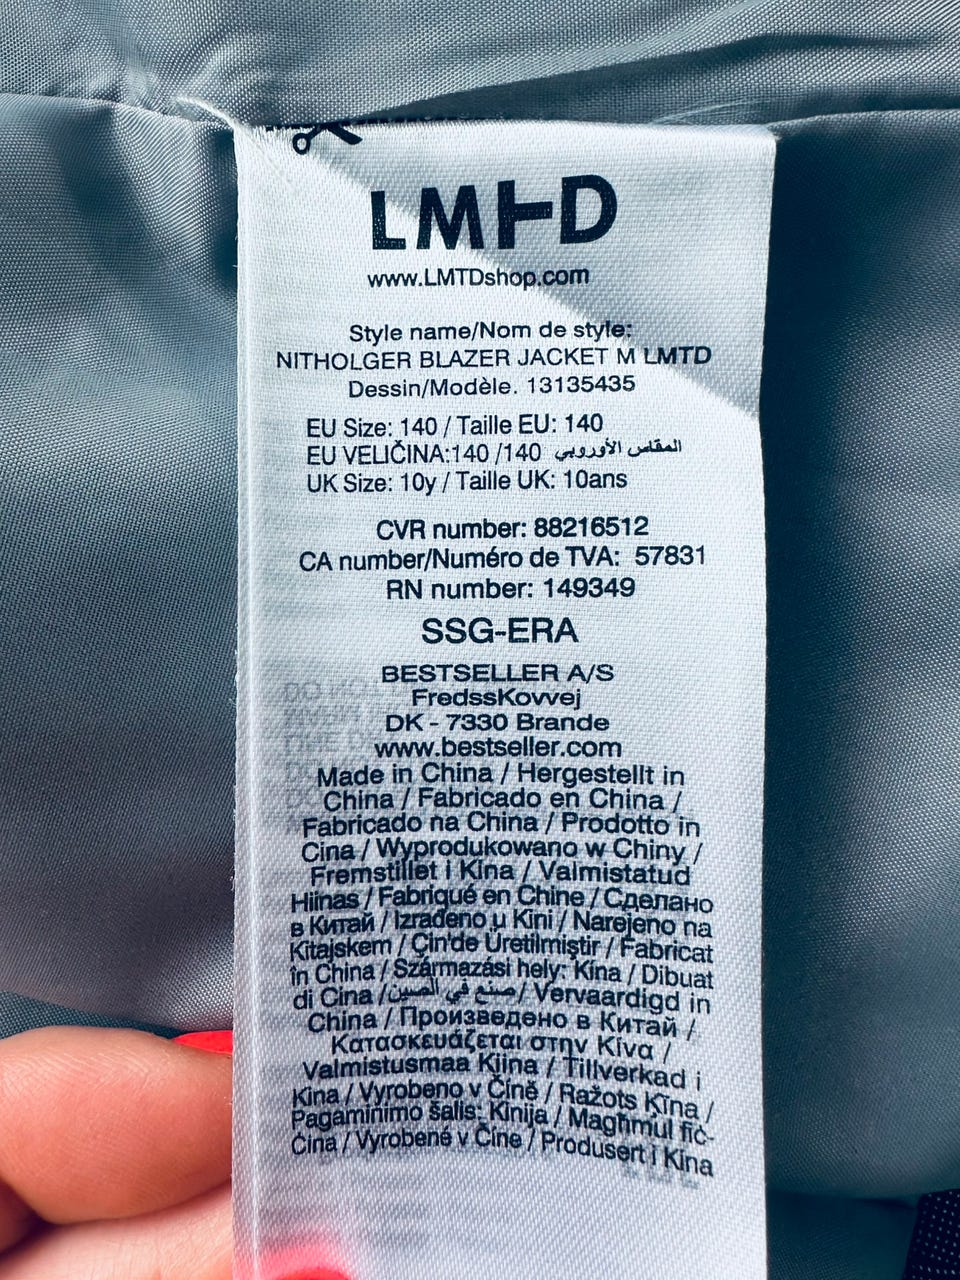 LMTD
www.LMTDshop.com
Style name/Nom de style:
NITHOLGER BLAZER JACKET M LMTD
Dessin/Modèle. 13135435
EU Size: 140 / Taille EU: 140
EU VELIČINA:140 /140 المقاس الأوروبي
UK Size: 10y / Taille UK: 10ans
CVR number: 88216512
CA number/Numéro de TVA: 57831
RN number: 149349
SSG-ERA
BESTSELLER A/S
FredssKovvej
DK - 7330 Brande
www.bestseller.com
Made in China / Hergestellt in
China / Fabricado en China /
Fabricado na China / Prodotto in
Cina / Wyprodukowano w Chiny /
Fremstillet i Kina / Valmistatud
Hiinas / Fabriqué en Chine / Сделано
в Китай / Izrađeno u Kini / Narejeno na
Kitajskem / Çin'de Üretilmiştir / Fabricat
în China / Származási hely: Kína / Dibuat
di Cina / صنع في الصين / Vervaardigd in
China / Произведено в Китай /
Κατασκευάζεται στην Κίνα /
Valmistusmaa Kiina / Tillverkad i
Kina / Vyrobeno v Číně / Ražots Ķīna /
Pagaminimo šalis: Kinija / Magħmul fiċ-
Ċina / Vyrobené v Číne / Produsert i Kina